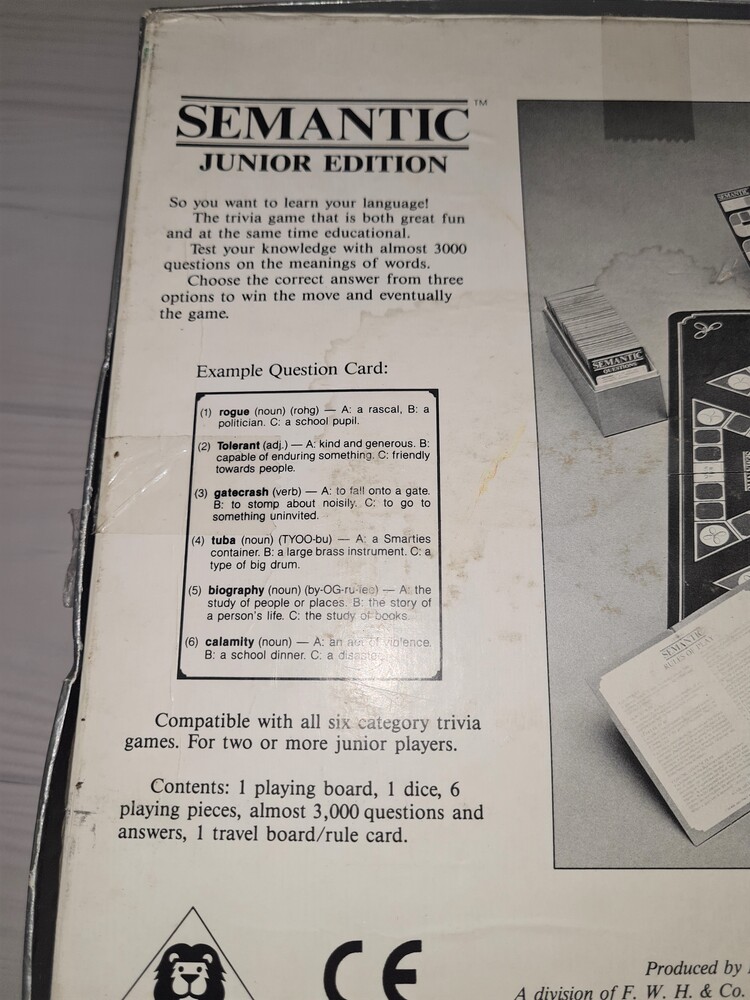 SEMANTIC™
JUNIOR EDITION
So you want to learn your language!
The trivia game that is both great fun
and at the same time educational.
Test your knowledge with almost 3000
questions on the meanings of words.
Choose the correct answer from three
options to win the move and eventually
the game.
Example Question Card:
(1) rogue (noun) (rohg) — A: a rascal, B: a
politician. C: a school pupil.
(2) Tolerant (adj.) — A: kind and generous. B:
capable of enduring something. C: friendly
towards people.
(3) gatecrash (verb) — A: to fall onto a gate.
B: to stomp about noisily. C: to go to
something uninvited.
(4) tuba (noun) (TYOO-bu) — A: a Smarties
container. B: a large brass instrument. C: a
type of big drum.
(5) biography (noun) (by-OG-ru-fee) — A: the
study of people or places. B: the story of
a person's life. C: the study of books.
(6) calamity (noun) — A: an act of violence.
B: a school dinner. C: a disaster.
Compatible with all six category trivia
games. For two or more junior players.
Contents: 1 playing board, 1 dice, 6
playing pieces, almost 3,000 questions and
answers, 1 travel board/rule card.
CE
Produced by
A division of F. W. H. & Co.
SEMANTIC
SEMANTIC
QUESTIONS
SEMANTIC
RULES OF PLAY